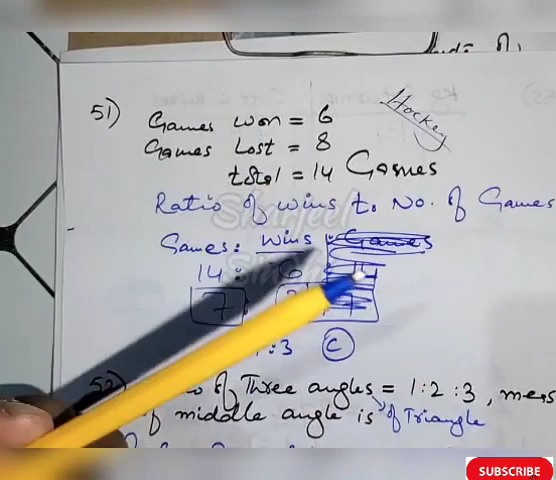 51)
Games won = 6
Hockey
Games Lost = 8
total = 14 Games
Ratio of wins to No. of Games
Sharjeel
Games: Wins : Games
14 : 6
7
: 3 C
52) of Three angles = 1:2:3, meas
of middle angle is of Triangle
SUBSCRIBE